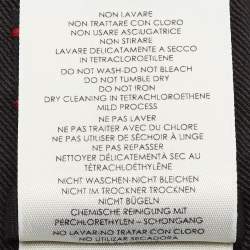 NON LAVARE
NON TRATTARE CON CLORO
NON USARE ASCIUGATRICE
NON STIRARE
LAVARE DELICATAMENTE A SECCO
IN TETRACLOROETILENE
DO NOT WASH-DO NOT BLEACH
DO NOT TUMBLE DRY
DO NOT IRON
DRY CLEANING IN TETRACHLOROETHENE
MILD PROCESS
NE PAS LAVER
NE PAS TRAITER AVEC DU CHLORE
NE PAS UTILISER DE SÉCHOIR À LINGE
NE PAS REPASSER
NETTOYER DÉLICATEMENTÀ SEC AU
TÉTRACHLOÉTHYLÈNE
NICHT WASCHEN-NICHT BLEICHEN
NICHT IM TROCKNER TROCKNEN
NICHT BÜGELN
CHEMISCHE REINIGUNG MIT
PERCHLORETHYLEN - SCHONGANG
NO LAVAR-NO TRATAR CON CLORO
NO UTILIZAR SECADORA